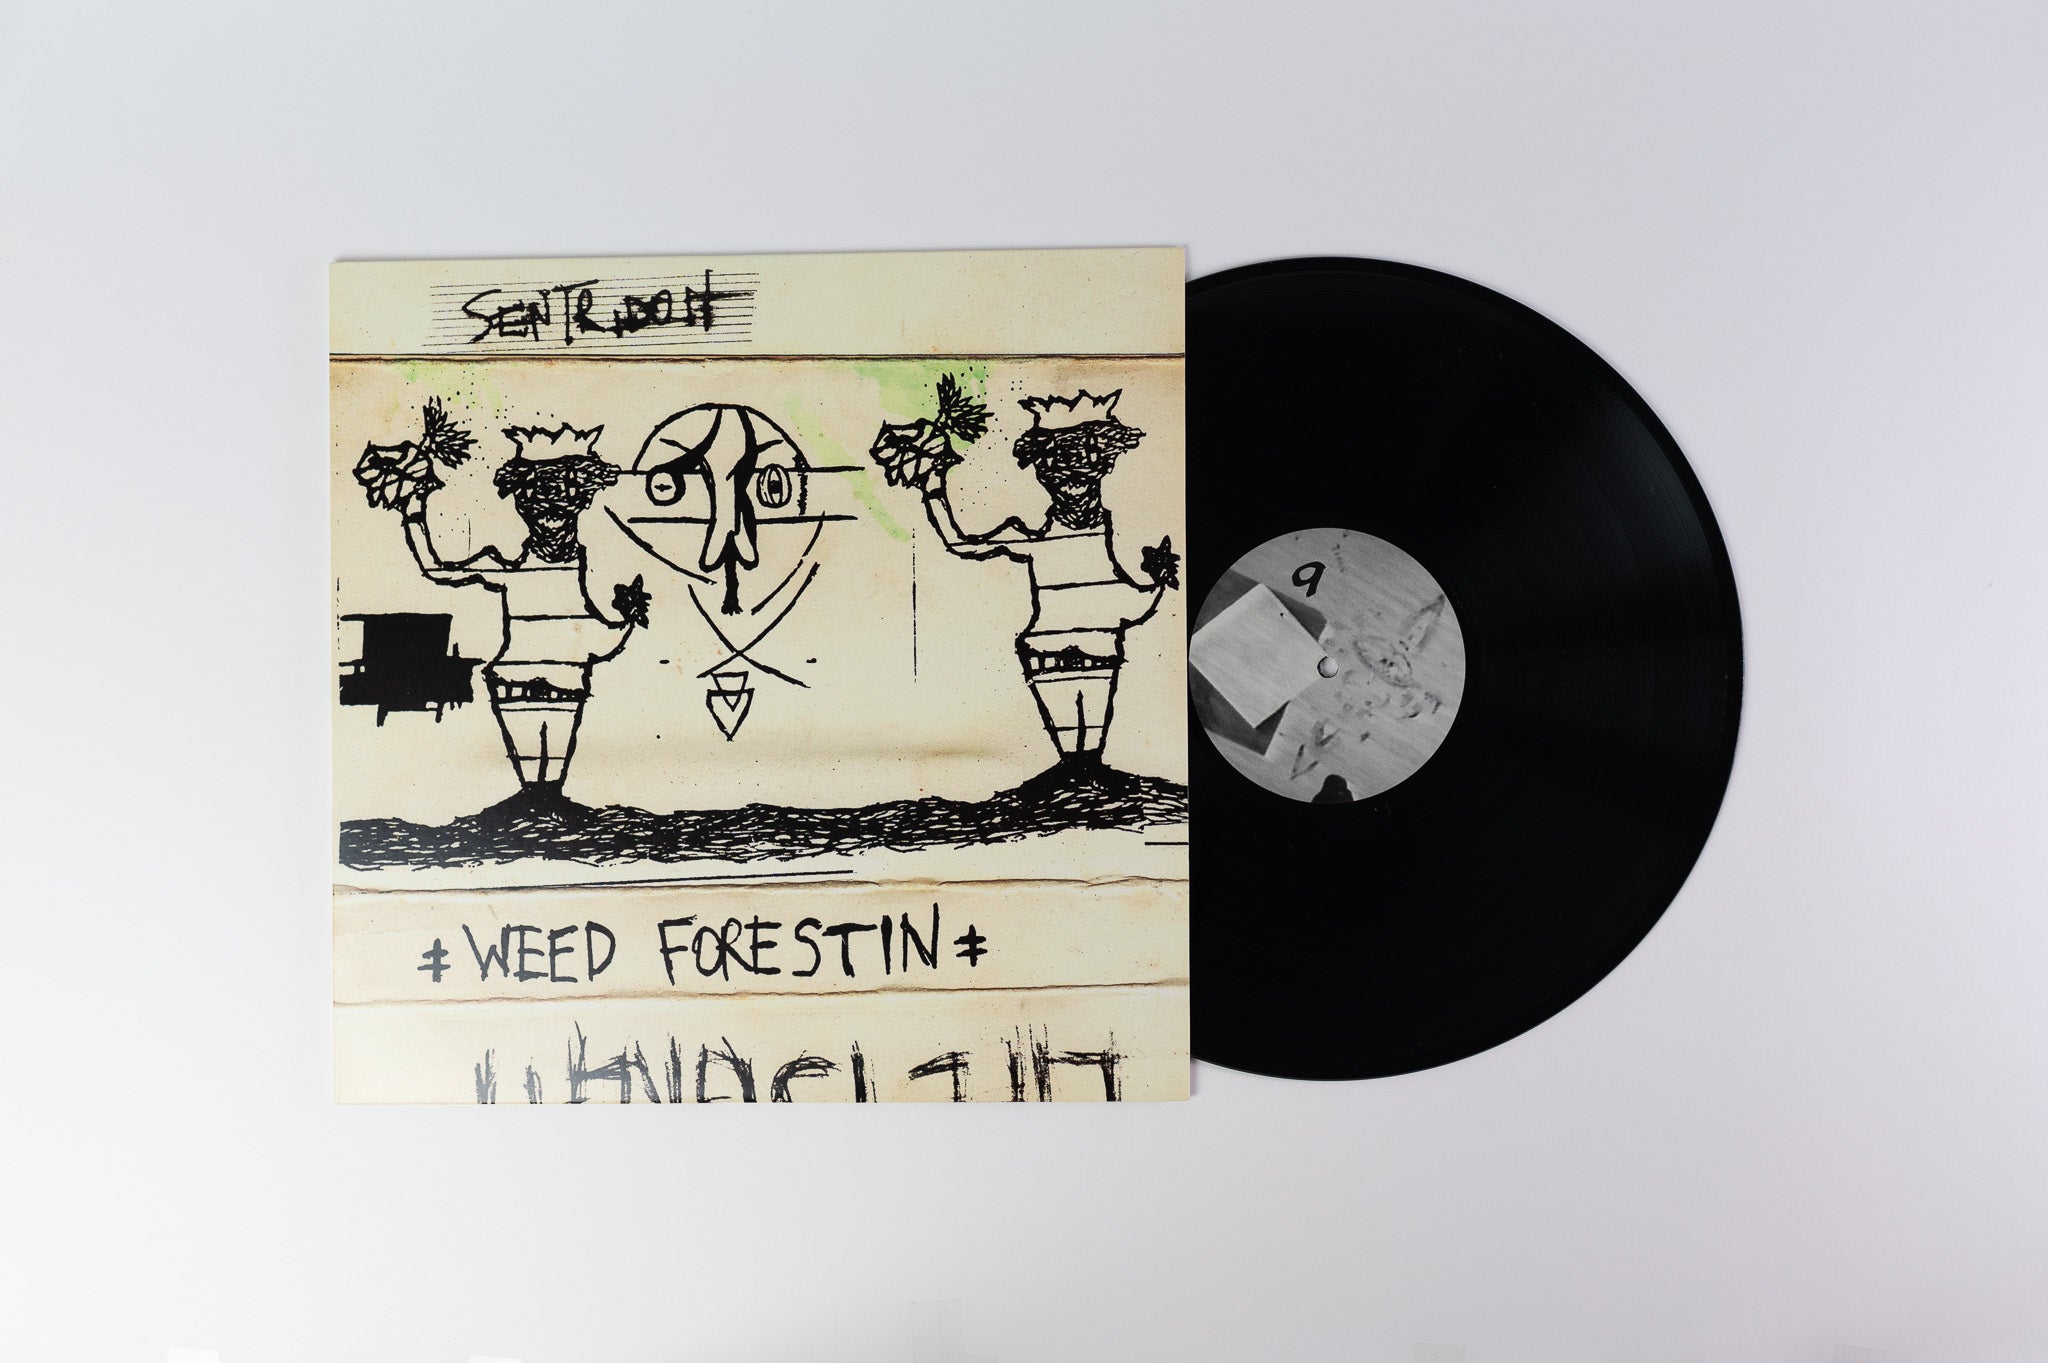 SENTRIDOH
‡ WEED FORESTIN ‡
9